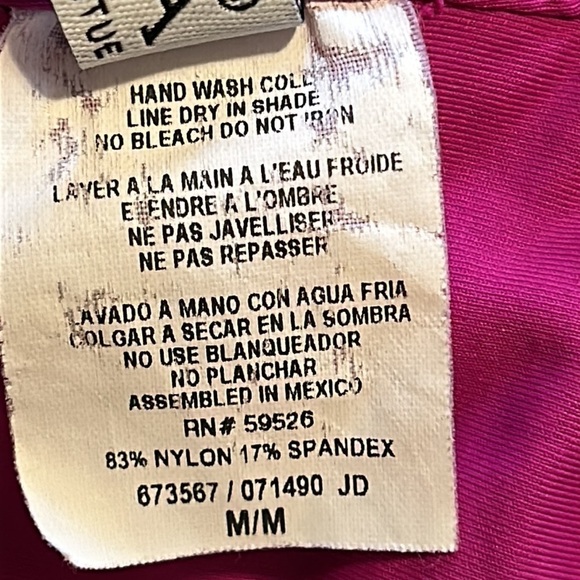 TUE
HAND WASH COLD
LINE DRY IN SHADE
NO BLEACH DO NOT IRON
LAVER A LA MAIN A L'EAU FROIDE
ETENDRE A L'OMBRE
NE PAS JAVELLISER
NE PAS REPASSER
LAVADO A MANO CON AGUA FRIA
COLGAR A SECAR EN LA SOMBRA
NO USE BLANQUEADOR
NO PLANCHAR
ASSEMBLED IN MEXICO
RN# 59526
83% NYLON 17% SPANDEX
673567 / 071490 JD
M/M